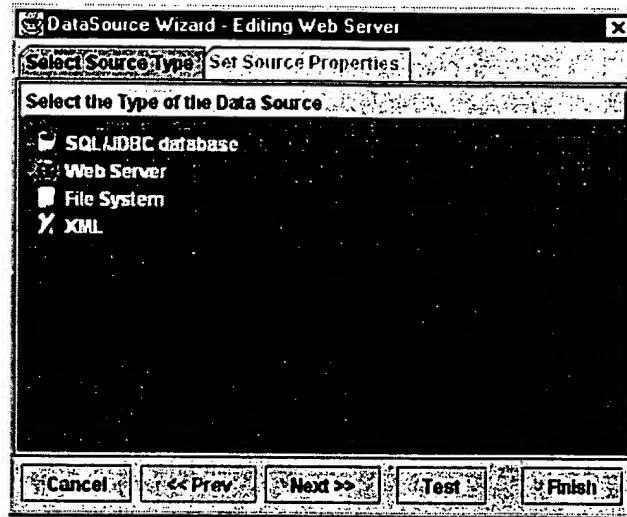 DataSource Wizard - Editing Web Server
Select Source Type Set Source Properties
Select the Type of the Data Source
SQL/JDBC database
Web Server
File System
XML
Cancel << Prev Next >> Test Finish